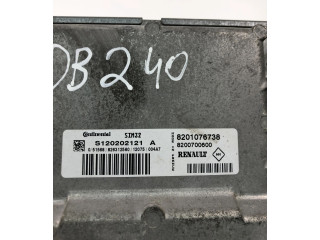 DB240
Continental SIM32
S120202121 A
8201076738
8200700600
RENAULT